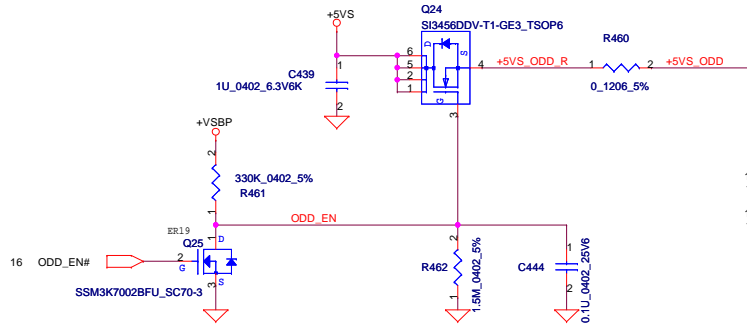 Q24
SI3456DDV-T1-GE3_TSOP6
+5VS
D
S
G
6
5
2
1
4
3
+5VS_ODD_R
R460
1
2
0_1206_5%
+5VS_ODD
1
C439
1U_0402_6.3V6K
2
+VSBP
2
330K_0402_5%
R461
1
ODD_EN
ER19
Q25
1
D
16 ODD_EN#
2
G
S
3
SSM3K7002BFU_SC70-3
2
R462
1
1.5M_0402_5%
1
C444
2
0.1U_0402_25V6